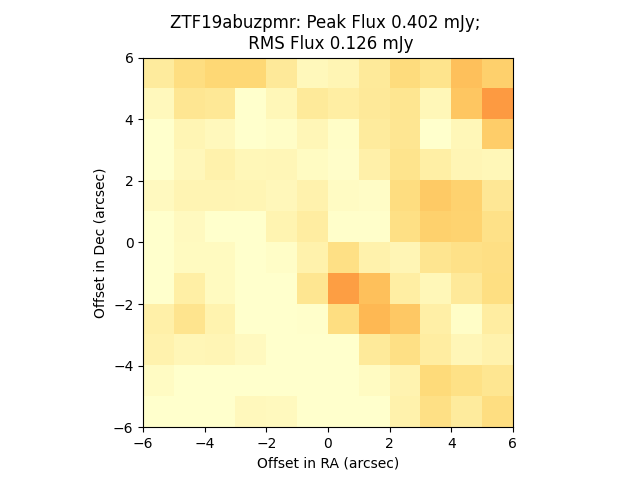 ZTF19abuzpmr: Peak Flux 0.402 mJy;
RMS Flux 0.126 mJy
6
4
2
0
−2
−4
−6
Offset in Dec (arcsec)
−6 −4 −2 0 2 4 6
Offset in RA (arcsec)